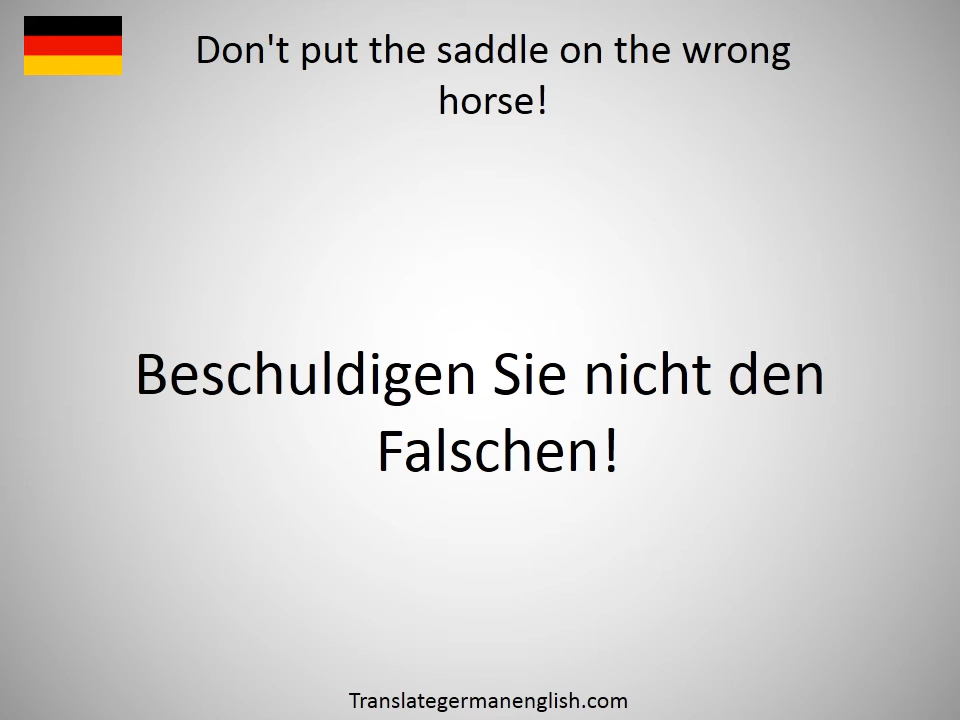 Don't put the saddle on the wrong
horse!
Beschuldigen Sie nicht den
Falschen!
Translategermanenglish.com